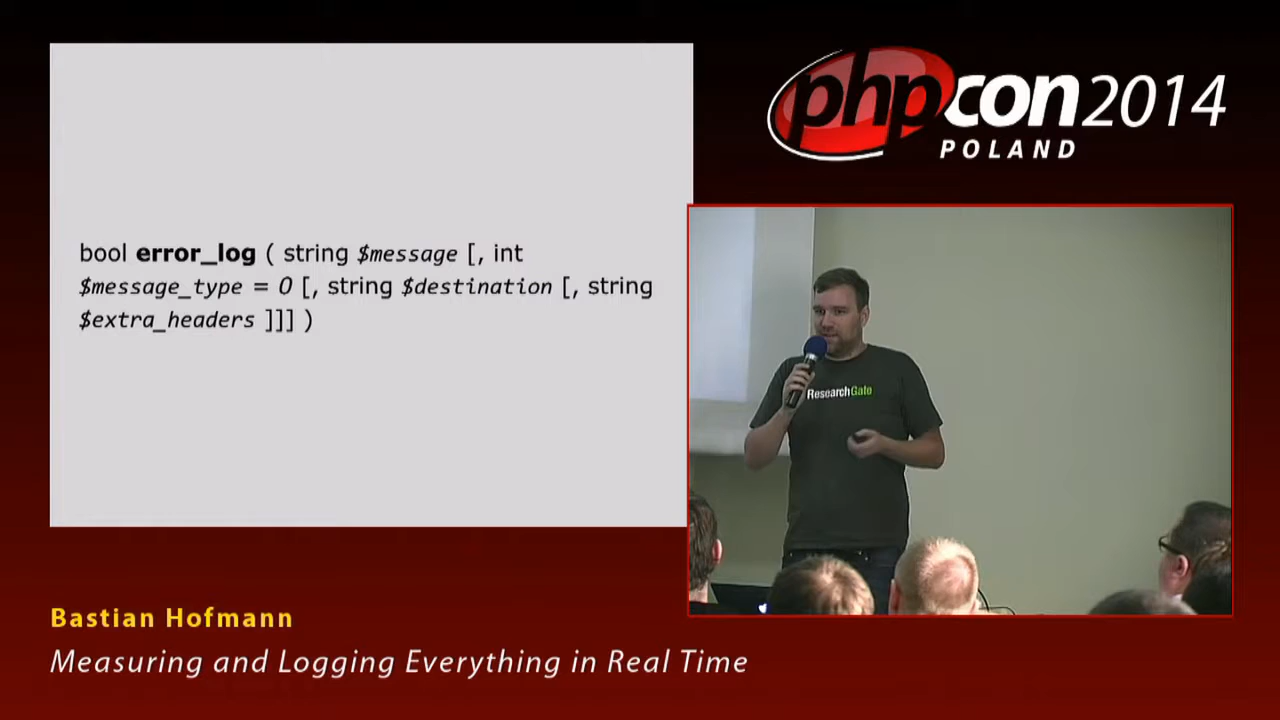 bool error_log ( string $message [, int
$message_type = 0 [, string $destination [, string
$extra_headers ]]] )
phpcon2014
POLAND
ResearchGate
Bastian Hofmann
Measuring and Logging Everything in Real Time